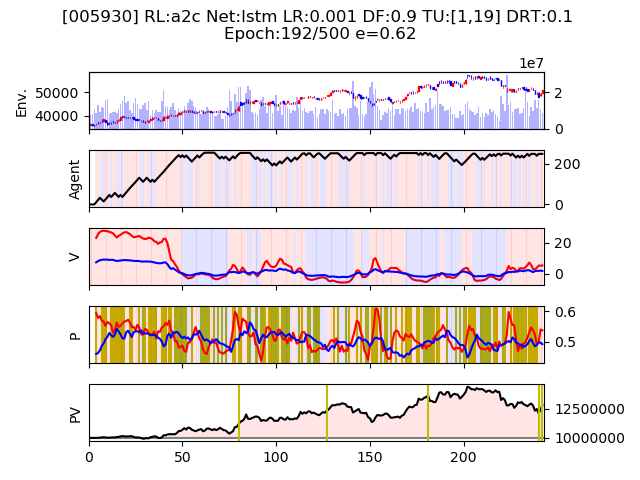 [005930] RL:a2c Net:lstm LR:0.001 DF:0.9 TU:[1,19] DRT:0.1
Epoch:192/500 e=0.62
1e7
Env.
50000
40000
2
0
Agent
200
0
V
20
0
P
0.6
0.5
PV
12500000
10000000
0 50 100 150 200